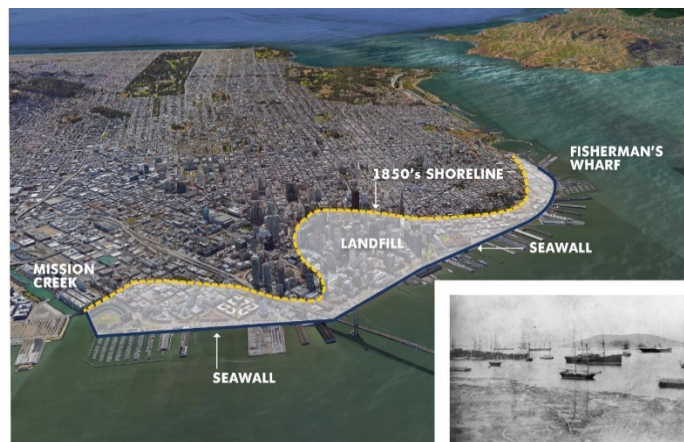 FISHERMAN'S
WHARF
1850's SHORELINE
LANDFILL
SEAWALL
MISSION
CREEK
SEAWALL